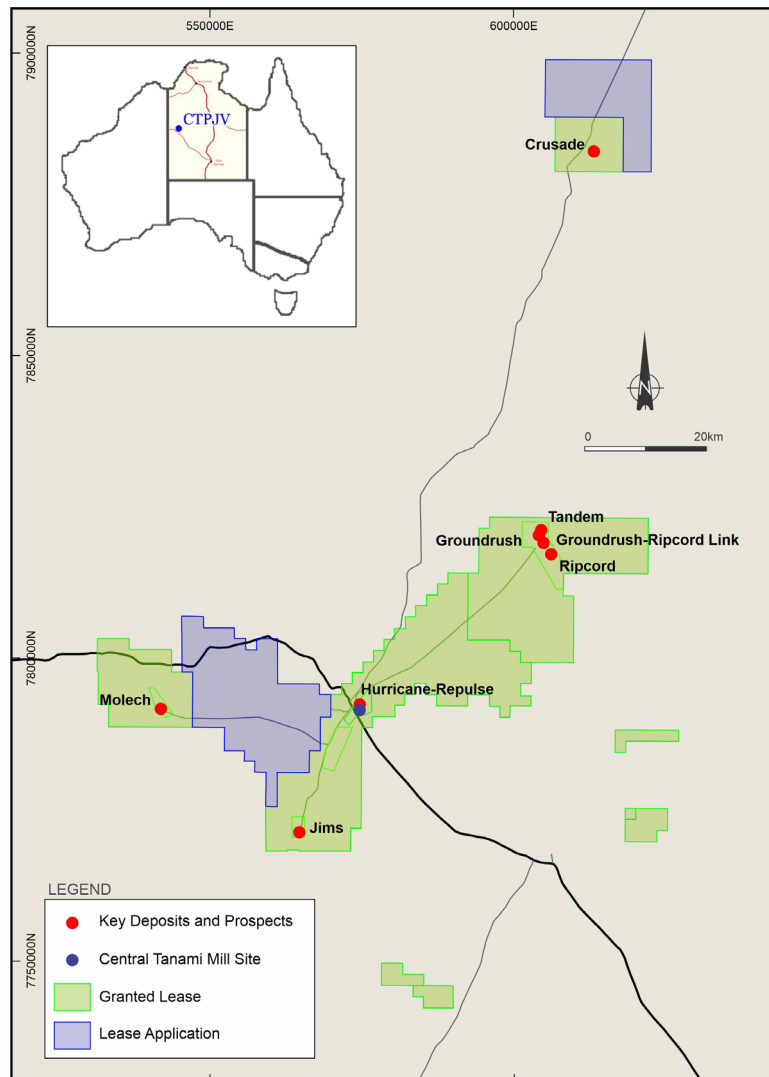 550000E
600000E
7900000N
CTPJV
Crusade
7850000N
0
20km
Tandem
Groundrush
Groundrush-Ripcord Link
Ripcord
7800000N
Hurricane-Repulse
Molech
Jims
LEGEND
Key Deposits and Prospects
Central Tanami Mill Site
Granted Lease
Lease Application
7750000N